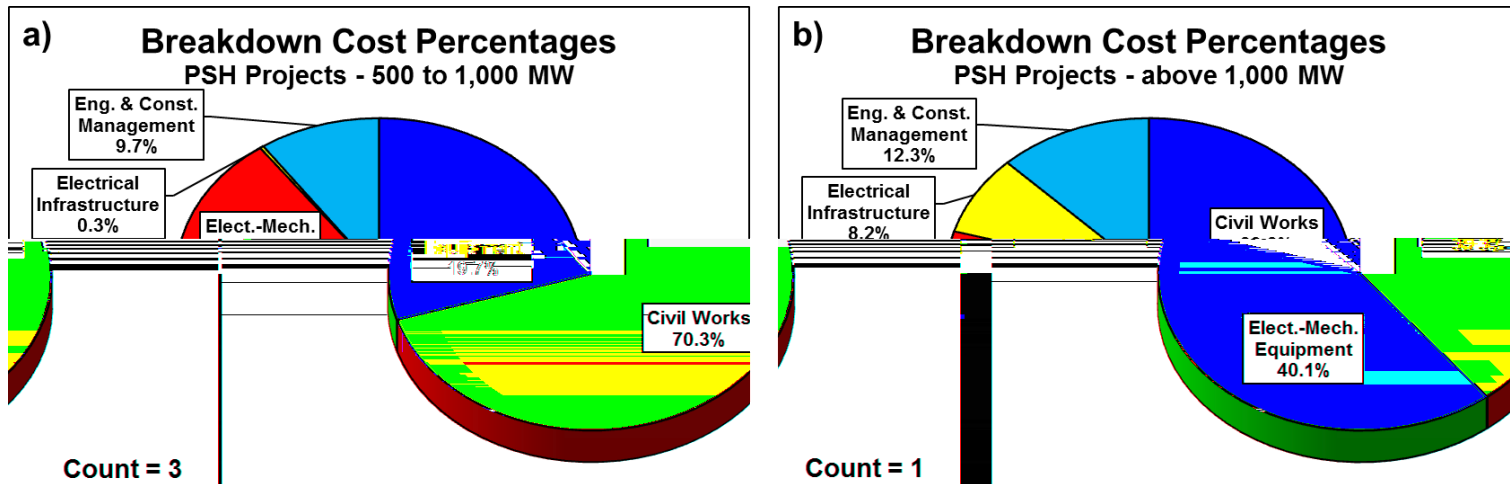 a)
Breakdown Cost Percentages
PSH Projects - 500 to 1,000 MW
Eng. & Const.
Management
9.7%
Electrical
Infrastructure
0.3%
Elect.-Mech.
19.7%
Civil Works
70.3%
Count = 3
b)
Breakdown Cost Percentages
PSH Projects - above 1,000 MW
Eng. & Const.
Management
12.3%
Electrical
Infrastructure
8.2%
Civil Works
Elect.-Mech.
Equipment
40.1%
Count = 1